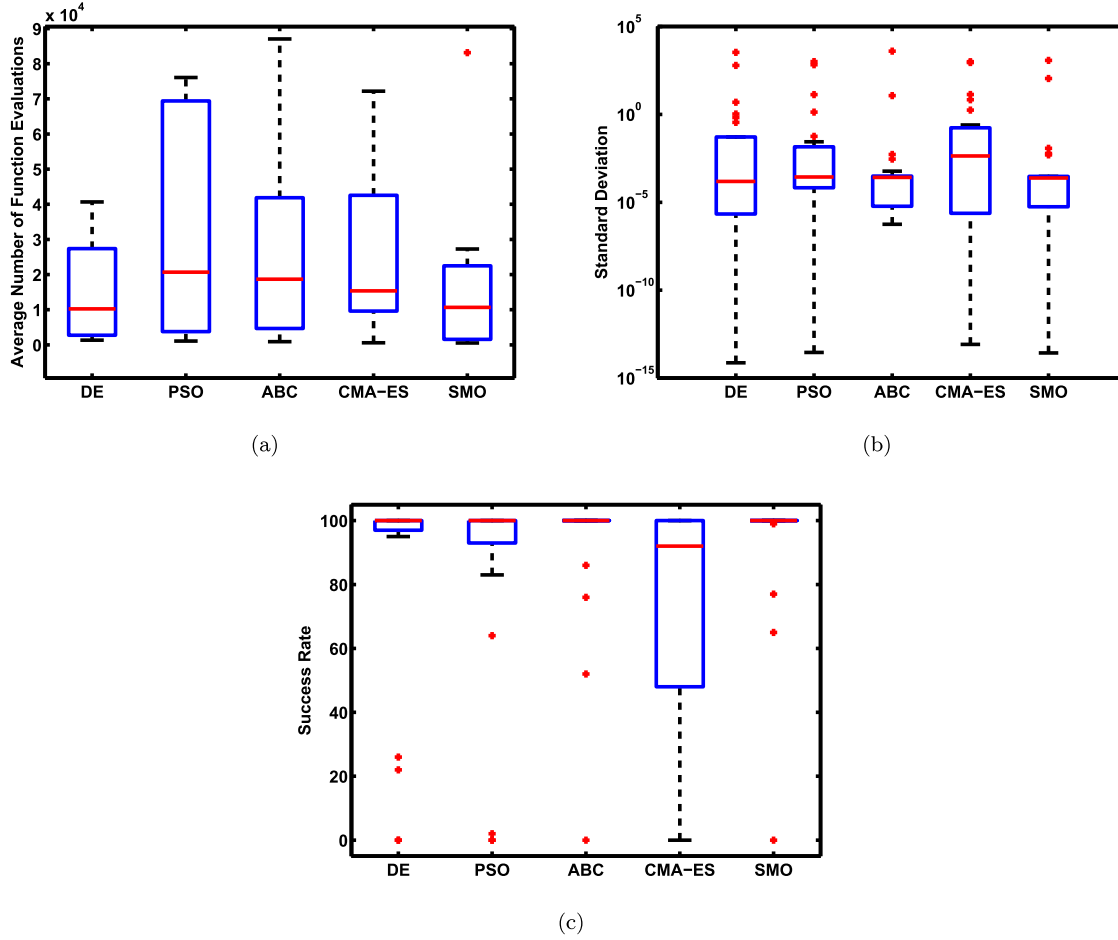 x 10^4
Average Number of Function Evaluations
9
8
7
6
5
4
3
2
1
0
DE PSO ABC CMA−ES SMO
(a)
Standard Deviation
10^5
10^0
10^−5
10^−10
10^−15
DE PSO ABC CMA−ES SMO
(b)
Success Rate
100
80
60
40
20
0
DE PSO ABC CMA−ES SMO
(c)